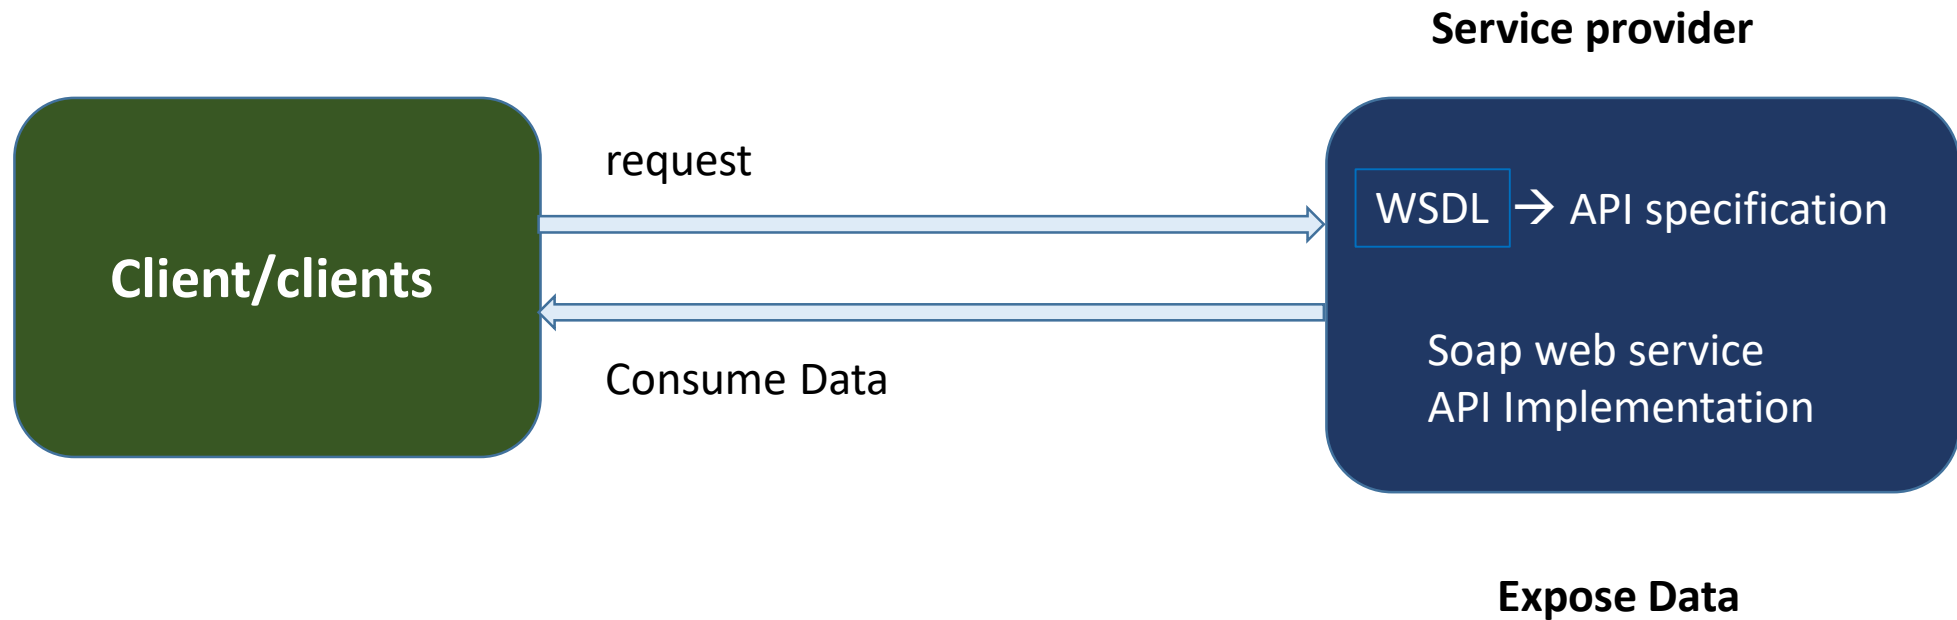 Service provider
request
WSDL → API specification
Client/clients
Soap web service
Consume Data
API Implementation
Expose Data